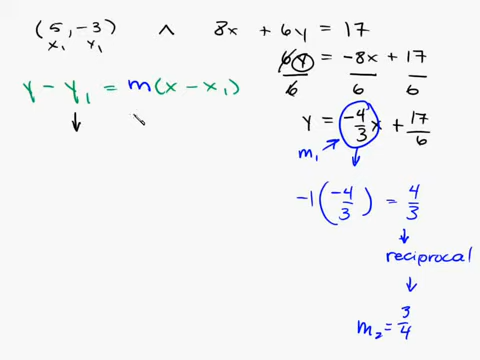 (5, -3) ∧ 8x + 6y = 17
x₁ x₁
6y/6 = -8x/6 + 17/6
y - y₁ = m(x - x₁)
y = -4/3 x + 17/6
m₁
-1(-4/3) = 4/3
reciprocal
m₂ = 3/4